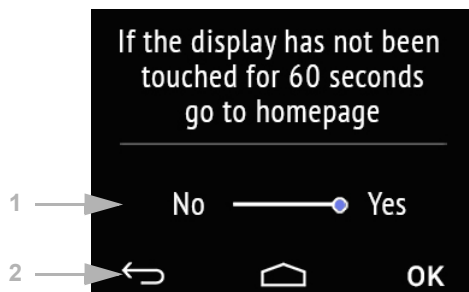 If the display has not been
touched for 60 seconds
go to homepage
1 No Yes
2 OK